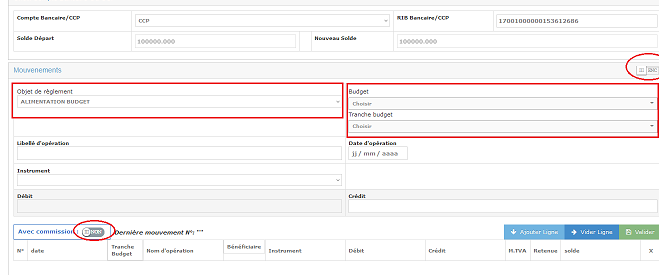 Compte Bancaire/CCP CCP RIB Bancaire/CCP 17001000000153612686
Solde Départ 100000.000 Nouveau Solde 100000.000
Mouvenements
Objet de règlement Budget
ALIMENTATION BUDGET Choisir
Tranche budget
Choisir
Libellé d'opération Date d'opération
jj / mm / aaaa
Instrument
Débit Crédit
Avec commission: NON Dernière mouvement N°: "" Ajouter Ligne Vider Ligne Valider
N° date Tranche Budget Nom d'opération Bénéficiaire Instrument Débit Crédit M.TVA Retenue solde X